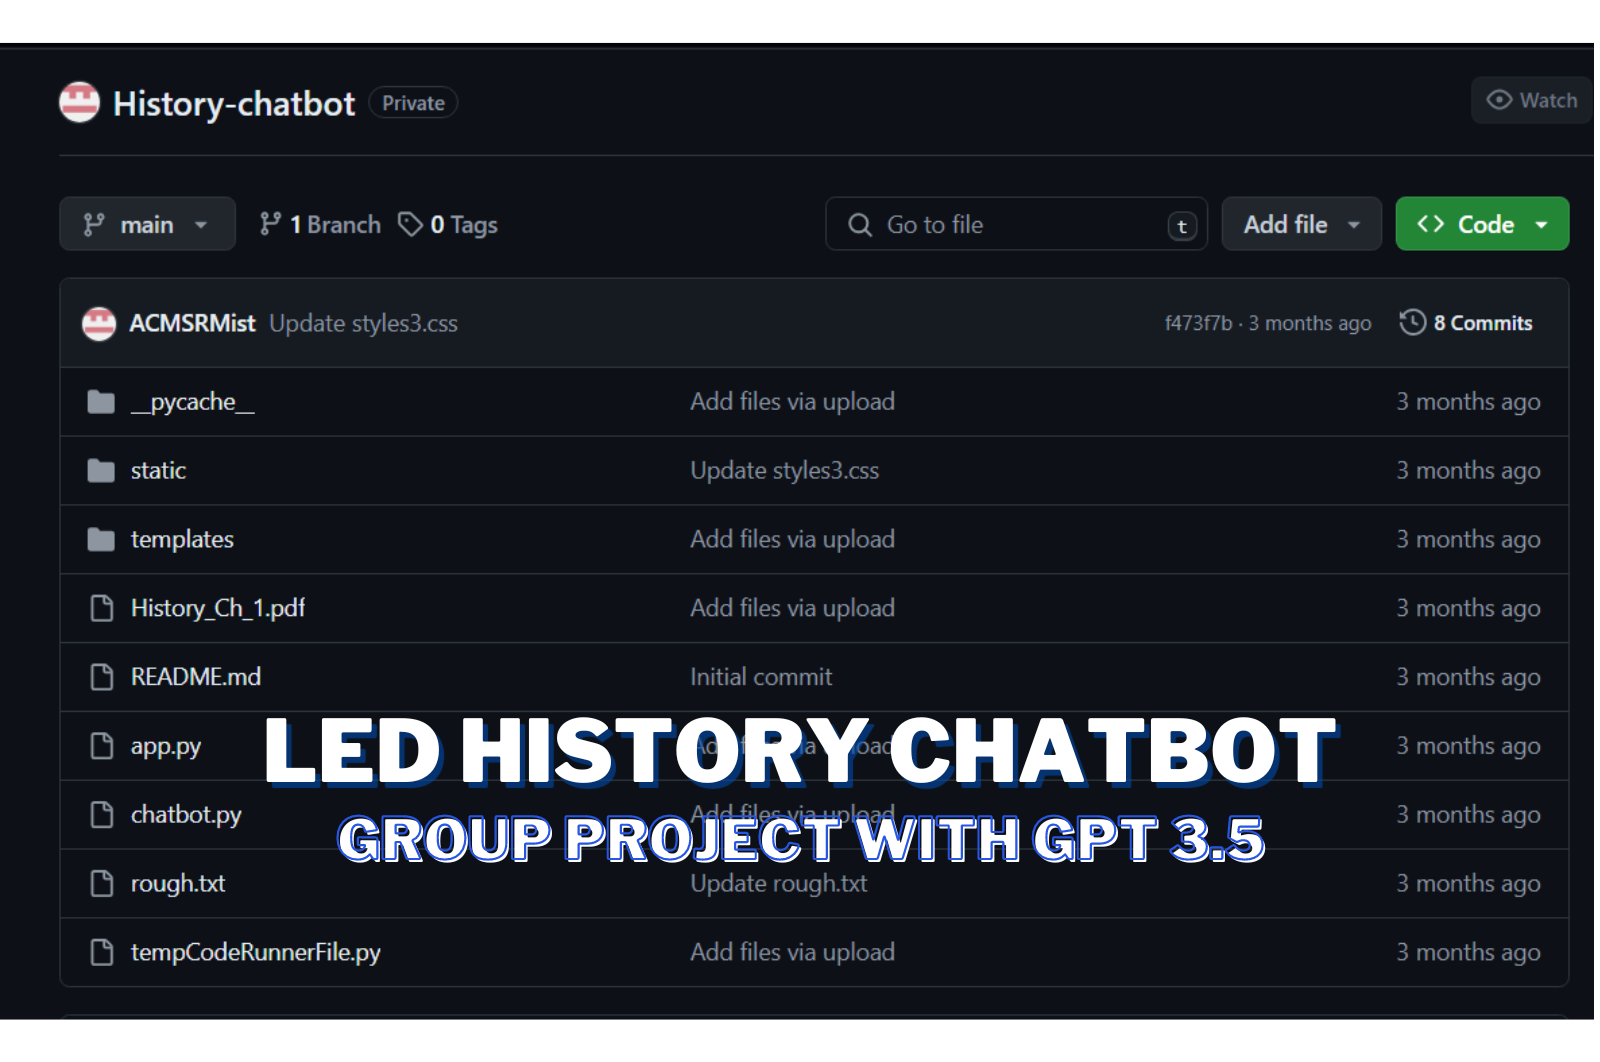 History-chatbot Private Watch
main 1 Branch 0 Tags Go to file t Add file Code
ACMSRMist Update styles3.css f473f7b · 3 months ago 8 Commits
__pycache__ Add files via upload 3 months ago
static Update styles3.css 3 months ago
templates Add files via upload 3 months ago
History_Ch_1.pdf Add files via upload 3 months ago
README.md Initial commit 3 months ago
app.py Add files via upload 3 months ago
LED HISTORY CHATBOT
chatbot.py Add files via upload 3 months ago
GROUP PROJECT WITH GPT 3.5
rough.txt Update rough.txt 3 months ago
tempCodeRunnerFile.py Add files via upload 3 months ago